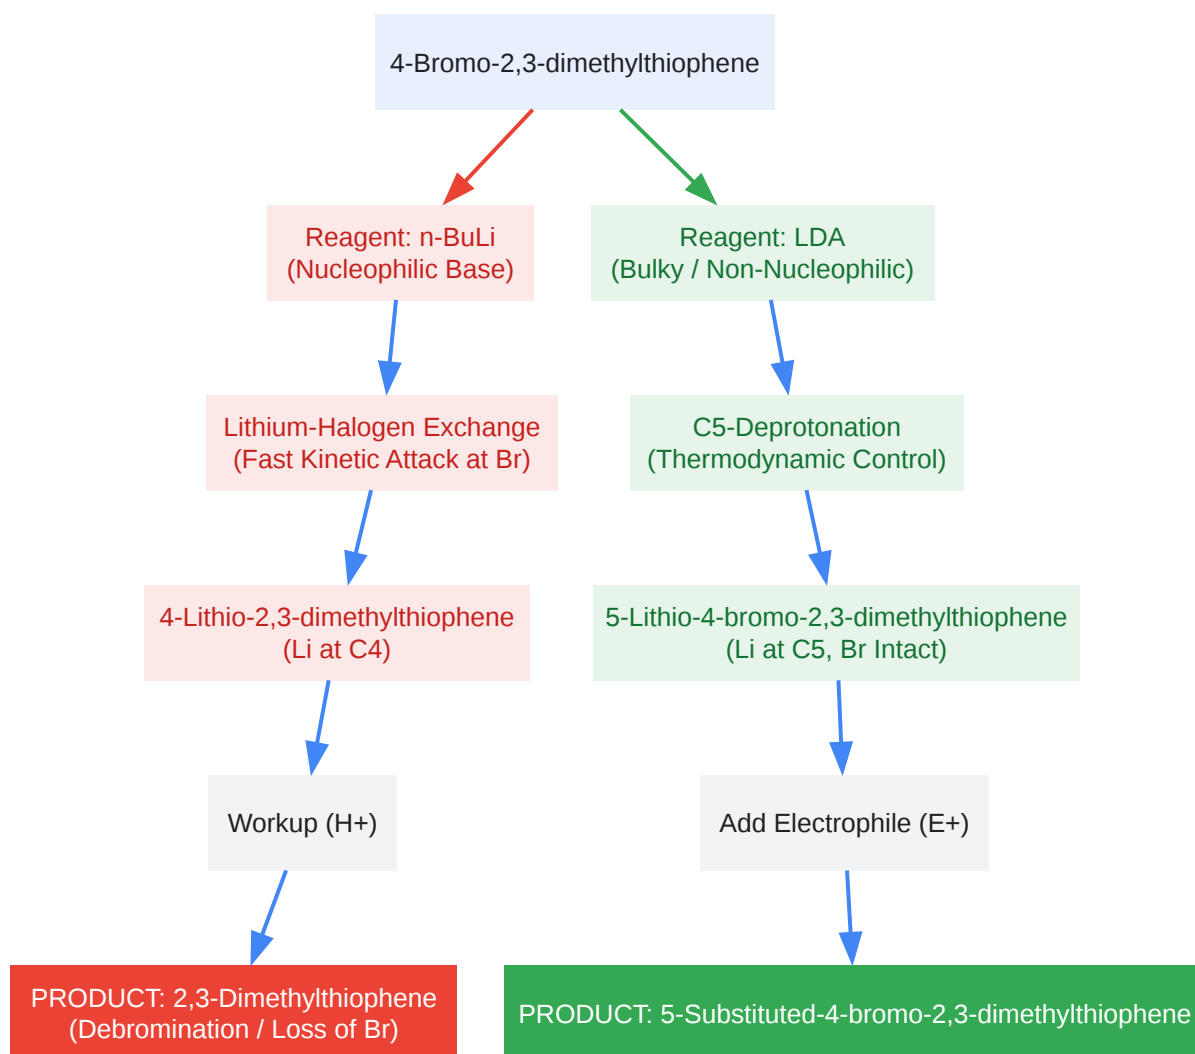 4-Bromo-2,3-dimethylthiophene
Reagent: n-BuLi
(Nucleophilic Base)
Reagent: LDA
(Bulky / Non-Nucleophilic)
Lithium-Halogen Exchange
(Fast Kinetic Attack at Br)
C5-Deprotonation
(Thermodynamic Control)
4-Lithio-2,3-dimethylthiophene
(Li at C4)
5-Lithio-4-bromo-2,3-dimethylthiophene
(Li at C5, Br Intact)
Workup (H+)
Add Electrophile (E+)
PRODUCT: 2,3-Dimethylthiophene
(Debromination / Loss of Br)
PRODUCT: 5-Substituted-4-bromo-2,3-dimethylthiophene